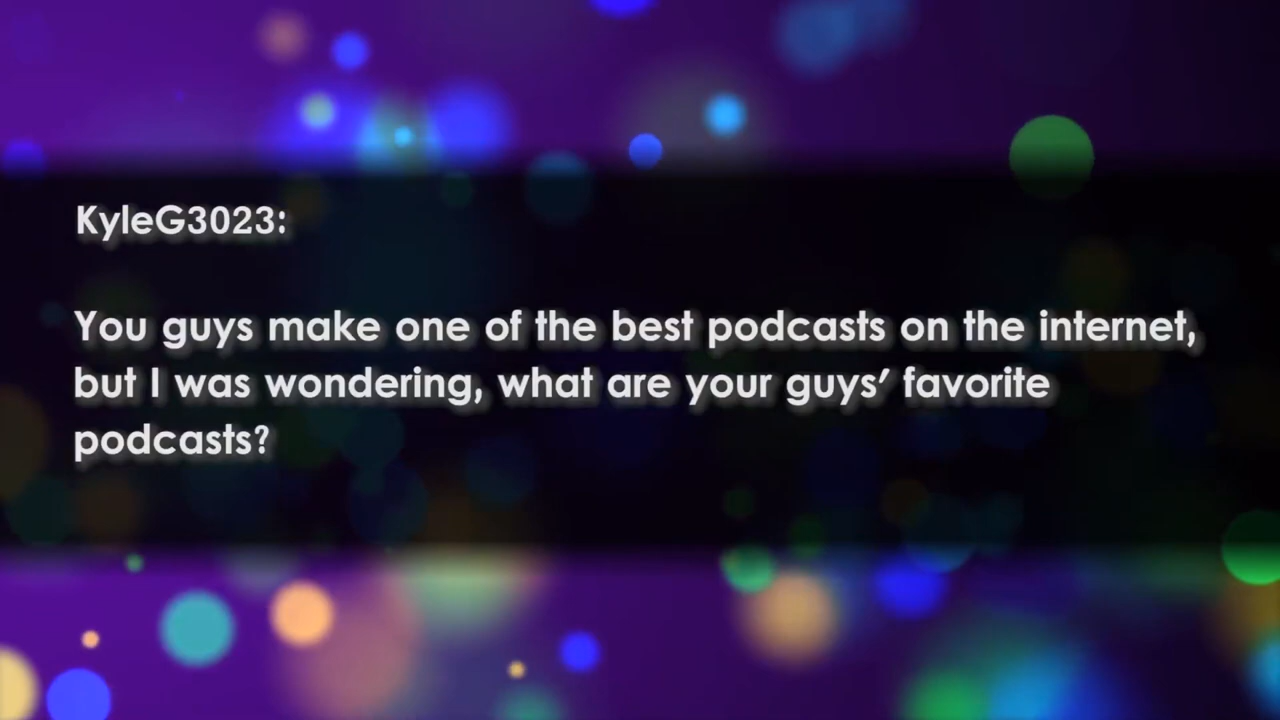 KyleG3023:
You guys make one of the best podcasts on the internet,
but I was wondering, what are your guys’ favorite
podcasts?